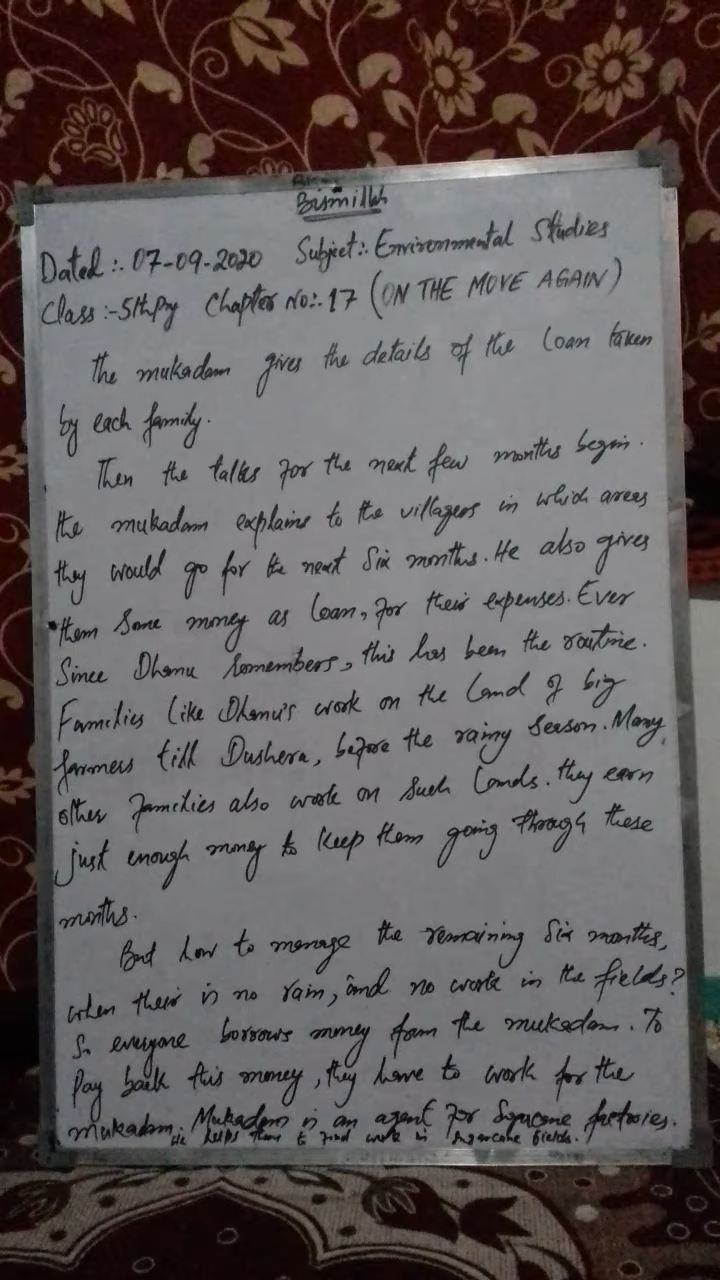 Bismillh
Dated:. 07-09-2020 Subject:. Environmental Studies
Class:-5th Pry Chapter No:. 17 (ON THE MOVE AGAIN)
The mukadam gives the details of the loan taken
by each family.
Then the talks for the next few months begin.
The mukadam explains to the villagers in which areas
they would go for the next Six months. He also gives
them Some money as loan, for their expenses. Ever
Since Dhanu remembers, this has been the routine.
Families like Dhanu's work on the land of big
farmers till Dushera, before the rainy season. Many
other families also work on such lands. They earn
just enough money to keep them going through these
months.
But how to manage the remaining Six months,
when their is no rain, and no work in the fields?
So everyone borrows money from the mukadam. To
Pay back this money, they have to work for the
mukadam. Mukadam is an agent for Sugarcane factories.
He helps them to find work in sugarcane fields.